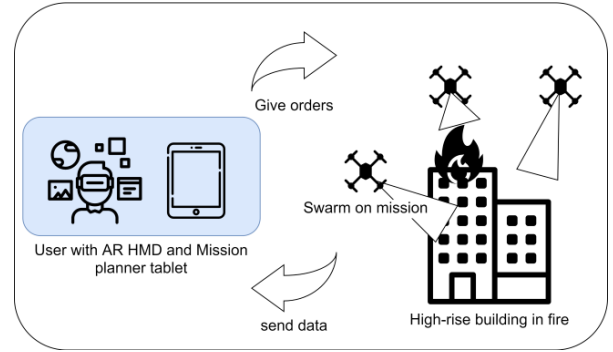 Give orders
Swarm on mission
User with AR HMD and Mission
planner tablet
send data
High-rise building in fire